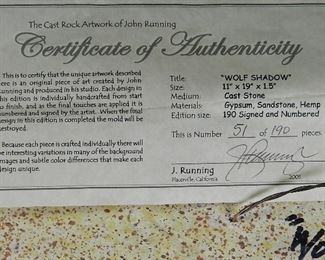 The Cast Rock Artwork of John Running
Certificate of Authenticity
This is to certify that the unique artwork described
is an original piece of art created by John
Running and produced in his studio. Each design in
this edition is individually handcrafted from start
to finish, and as the final touches are applied it is
numbered and signed by the artist. When the final
design in this edition is completed the mold will be
destroyed.
Because each piece is crafted individually there will
be interesting variations in many of the background
images and subtle color differences that make each
design unique.
Title: "WOLF SHADOW"
Size: 11" x 19" x 1.5"
Medium: Cast Stone
Materials: Gypsum, Sandstone, Hemp
Edition size: 190 Signed and Numbered
This is Number 51 of 190 pieces
J. Running
Placerville, California
2005